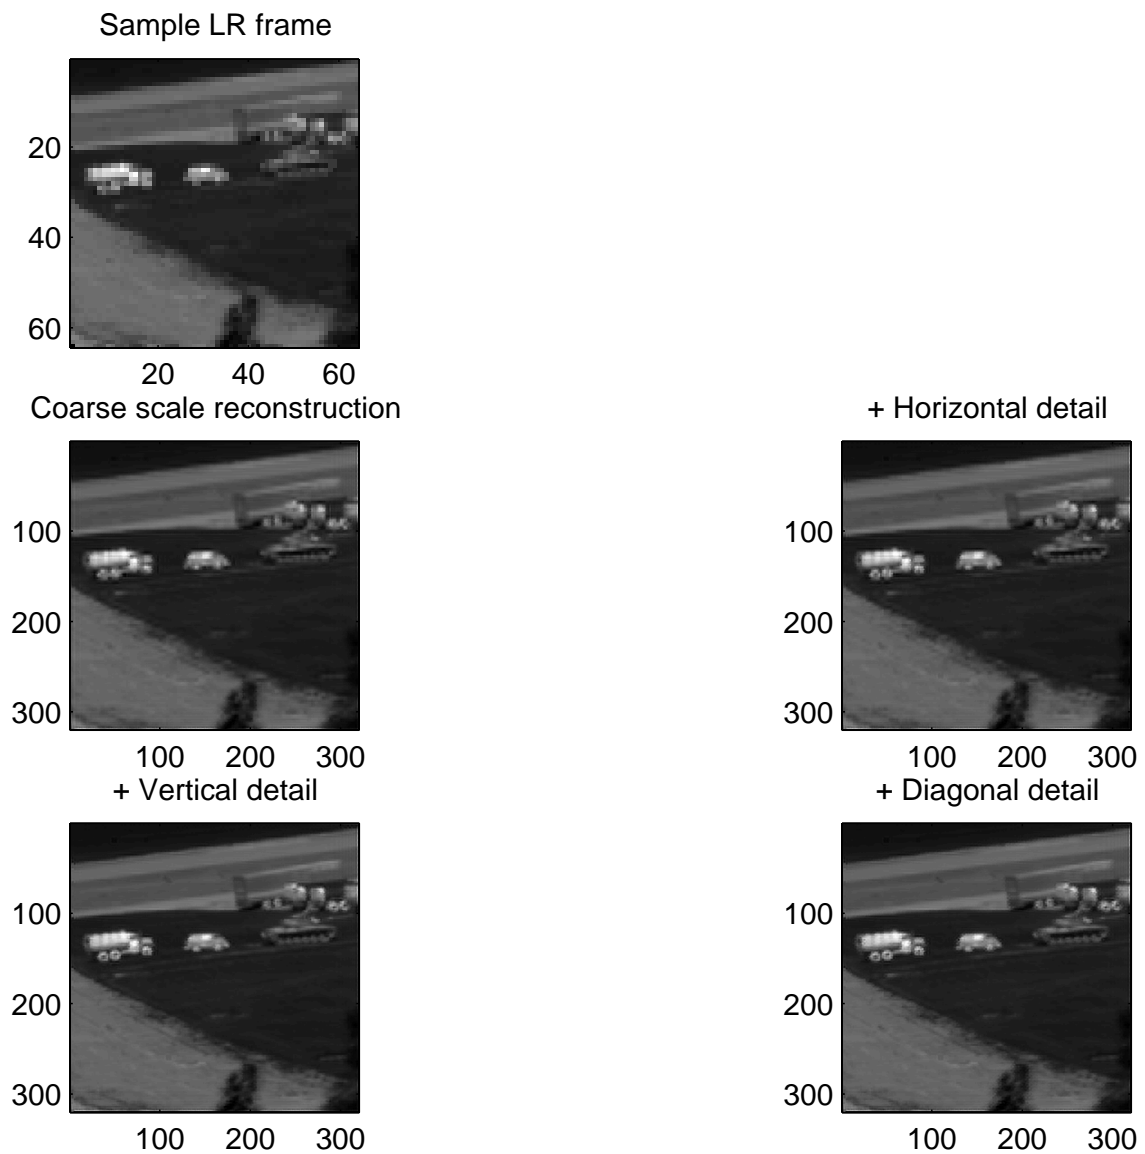 Sample LR frame
20
40
60
20 40 60
Coarse scale reconstruction
100
200
300
100 200 300
+ Horizontal detail
100
200
300
100 200 300
+ Vertical detail
100
200
300
100 200 300
+ Diagonal detail
100
200
300
100 200 300